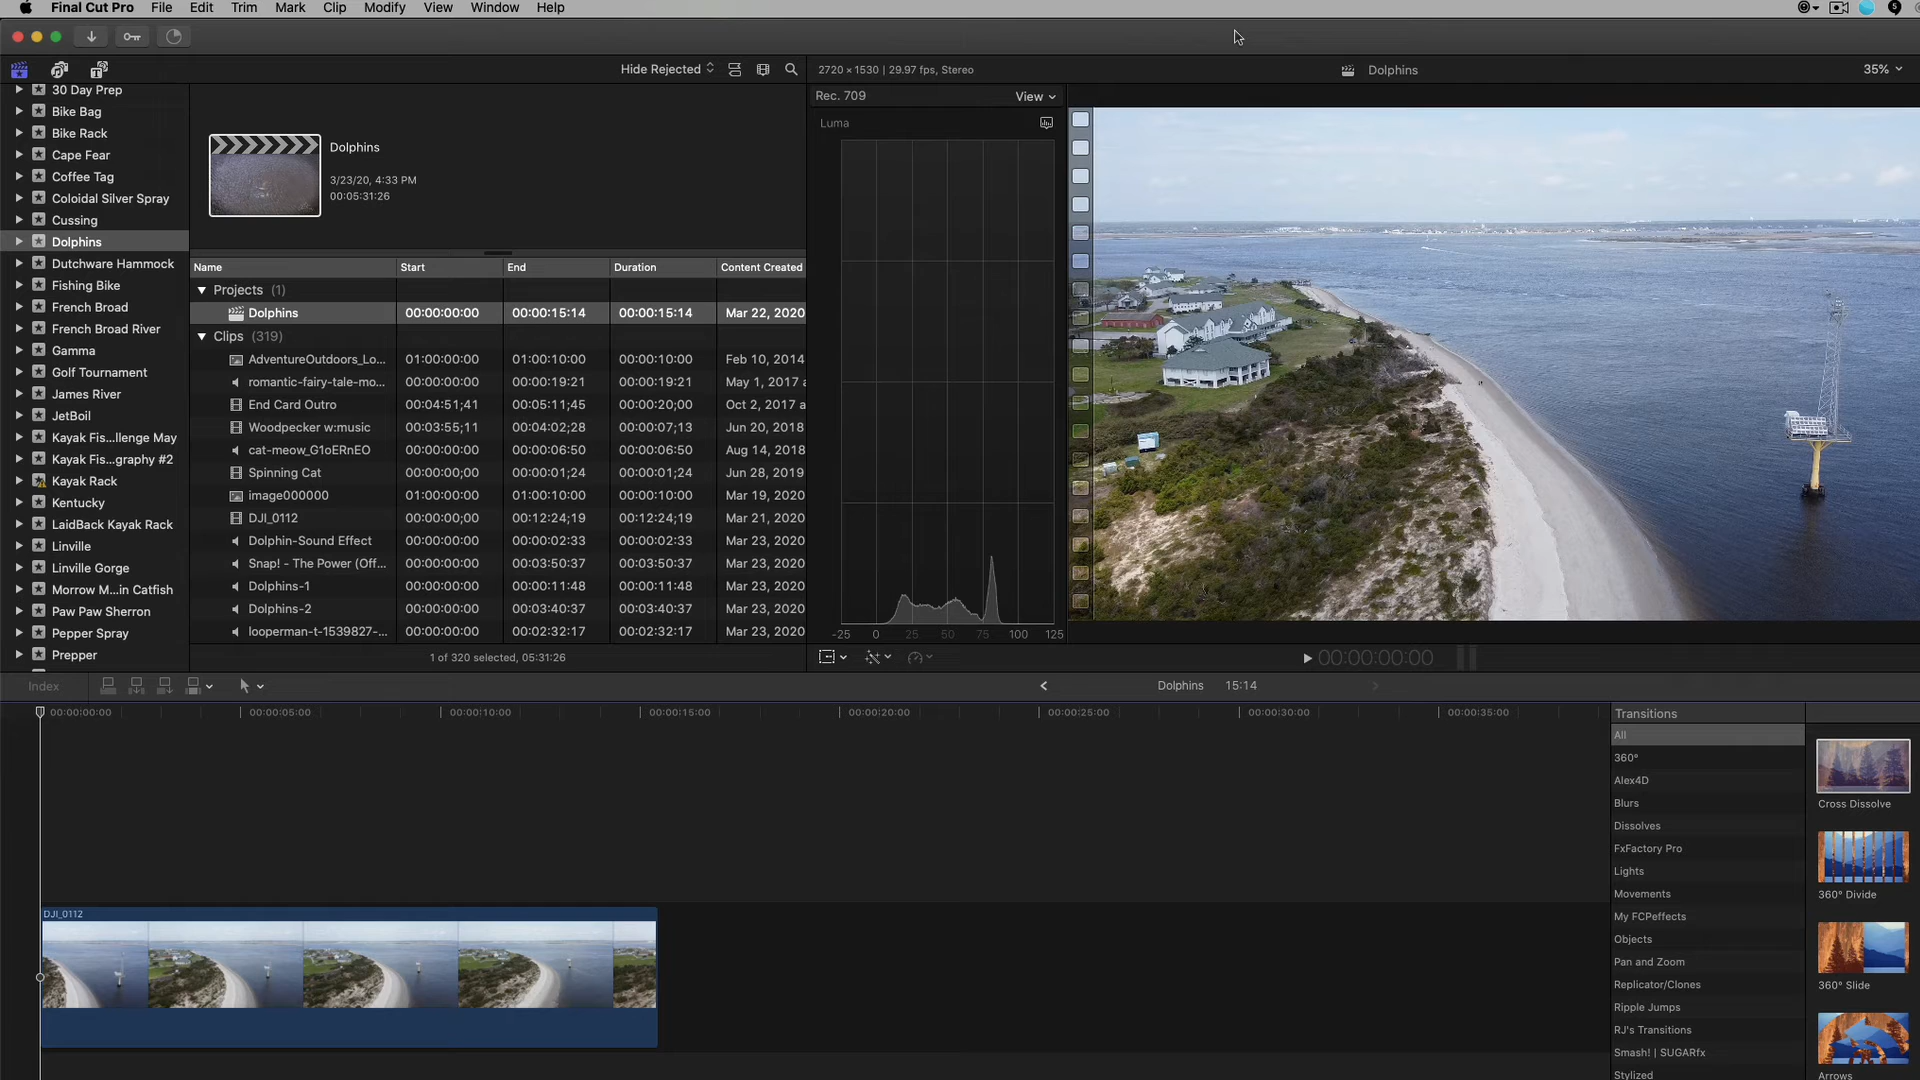 Final Cut Pro File Edit Trim Mark Clip Modify View Window Help
Hide Rejected
2720 × 1530 | 29.97 fps, Stereo
Dolphins
35%
30 Day Prep
Bike Bag
Bike Rack
Cape Fear
Coffee Tag
Coloidal Silver Spray
Cussing
Dolphins
Dutchware Hammock
Fishing Bike
French Broad
French Broad River
Gamma
Golf Tournament
James River
JetBoil
Kayak Fis...llenge May
Kayak Fis...graphy #2
Kayak Rack
Kentucky
LaidBack Kayak Rack
Linville
Linville Gorge
Morrow M...in Catfish
Paw Paw Sherron
Pepper Spray
Prepper
Dolphins
3/23/20, 4:33 PM
00:05:31:26
Name Start End Duration Content Created
Projects (1)
Dolphins 00:00:00:00 00:00:15:14 00:00:15:14 Mar 22, 2020
Clips (319)
AdventureOutdoors_Lo... 01:00:00:00 01:00:10:00 00:00:10:00 Feb 10, 2014
romantic-fairy-tale-mo... 00:00:00:00 00:00:19:21 00:00:19:21 May 1, 2017 a
End Card Outro 00:04:51;41 00:05:11;45 00:00:20;00 Oct 2, 2017 a
Woodpecker w:music 00:03:55;11 00:04:02;28 00:00:07;13 Jun 20, 2018
cat-meow_G1oERnEO 00:00:00:00 00:00:06:50 00:00:06:50 Aug 14, 2018
Spinning Cat 00:00:00;00 00:00:01;24 00:00:01;24 Jun 28, 2019
image000000 01:00:00:00 01:00:10:00 00:00:10:00 Mar 19, 2020
DJI_0112 00:00:00;00 00:12:24;19 00:12:24;19 Mar 21, 2020
Dolphin-Sound Effect 00:00:00:00 00:00:02:33 00:00:02:33 Mar 23, 2020
Snap! - The Power (Off... 00:00:00:00 00:03:50:37 00:03:50:37 Mar 23, 2020
Dolphins-1 00:00:00:00 00:00:11:48 00:00:11:48 Mar 23, 2020
Dolphins-2 00:00:00:00 00:03:40:37 00:03:40:37 Mar 23, 2020
looperman-t-1539827-... 00:00:00:00 00:02:32:17 00:02:32:17 Mar 23, 2020
1 of 320 selected, 05:31:26
Rec. 709 View
Luma
-25 0 25 50 75 100 125
00:00:00:00
Index
Dolphins 15:14
00:00:00:00 00:00:05:00 00:00:10:00 00:00:15:00 00:00:20:00 00:00:25:00 00:00:30:00 00:00:35:00
DJI_0112
Transitions
All
360°
Alex4D
Blurs
Dissolves
FxFactory Pro
Lights
Movements
My FCPeffects
Objects
Pan and Zoom
Replicator/Clones
Ripple Jumps
RJ's Transitions
Smash! | SUGARfx
Stylized
Cross Dissolve
360° Divide
360° Slide
Arrows